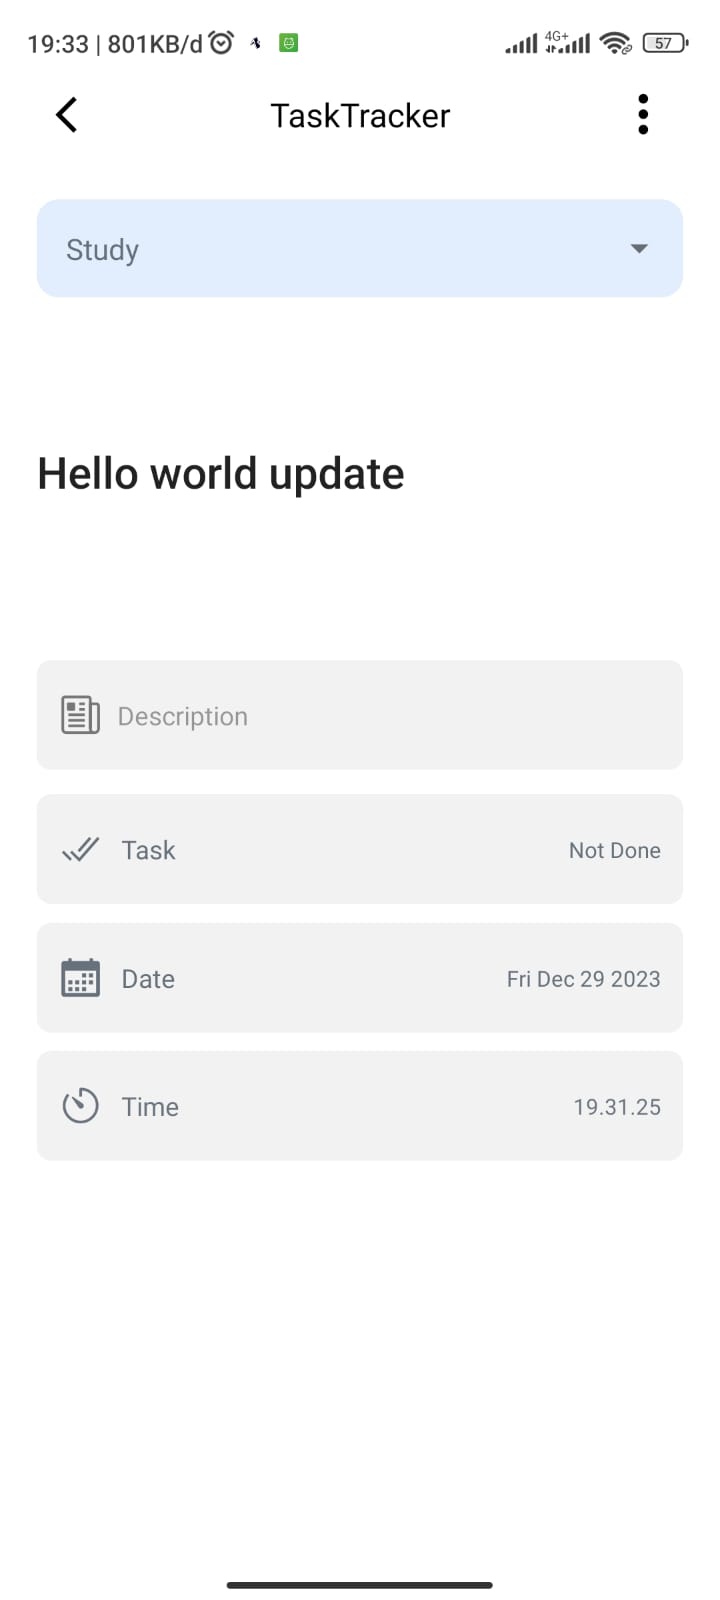 19:33 | 801KB/d 4G+ 57
TaskTracker
Study
Hello world update
Description
Task Not Done
Date Fri Dec 29 2023
Time 19.31.25